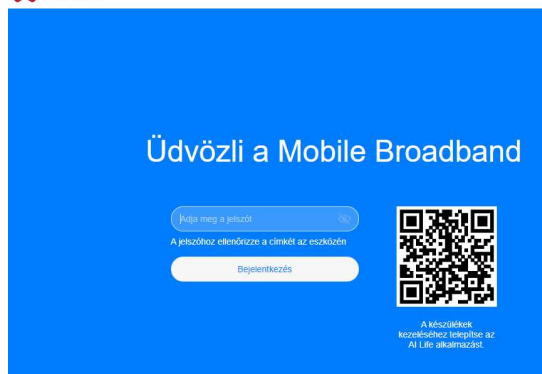 Üdvözli a Mobile Broadband
Adja meg a jelszót
A jelszóhoz ellenőrizze a címkét az eszközén
Bejelentkezés
A készülékek
kezeléséhez telepítse az
AI Life alkalmazást.